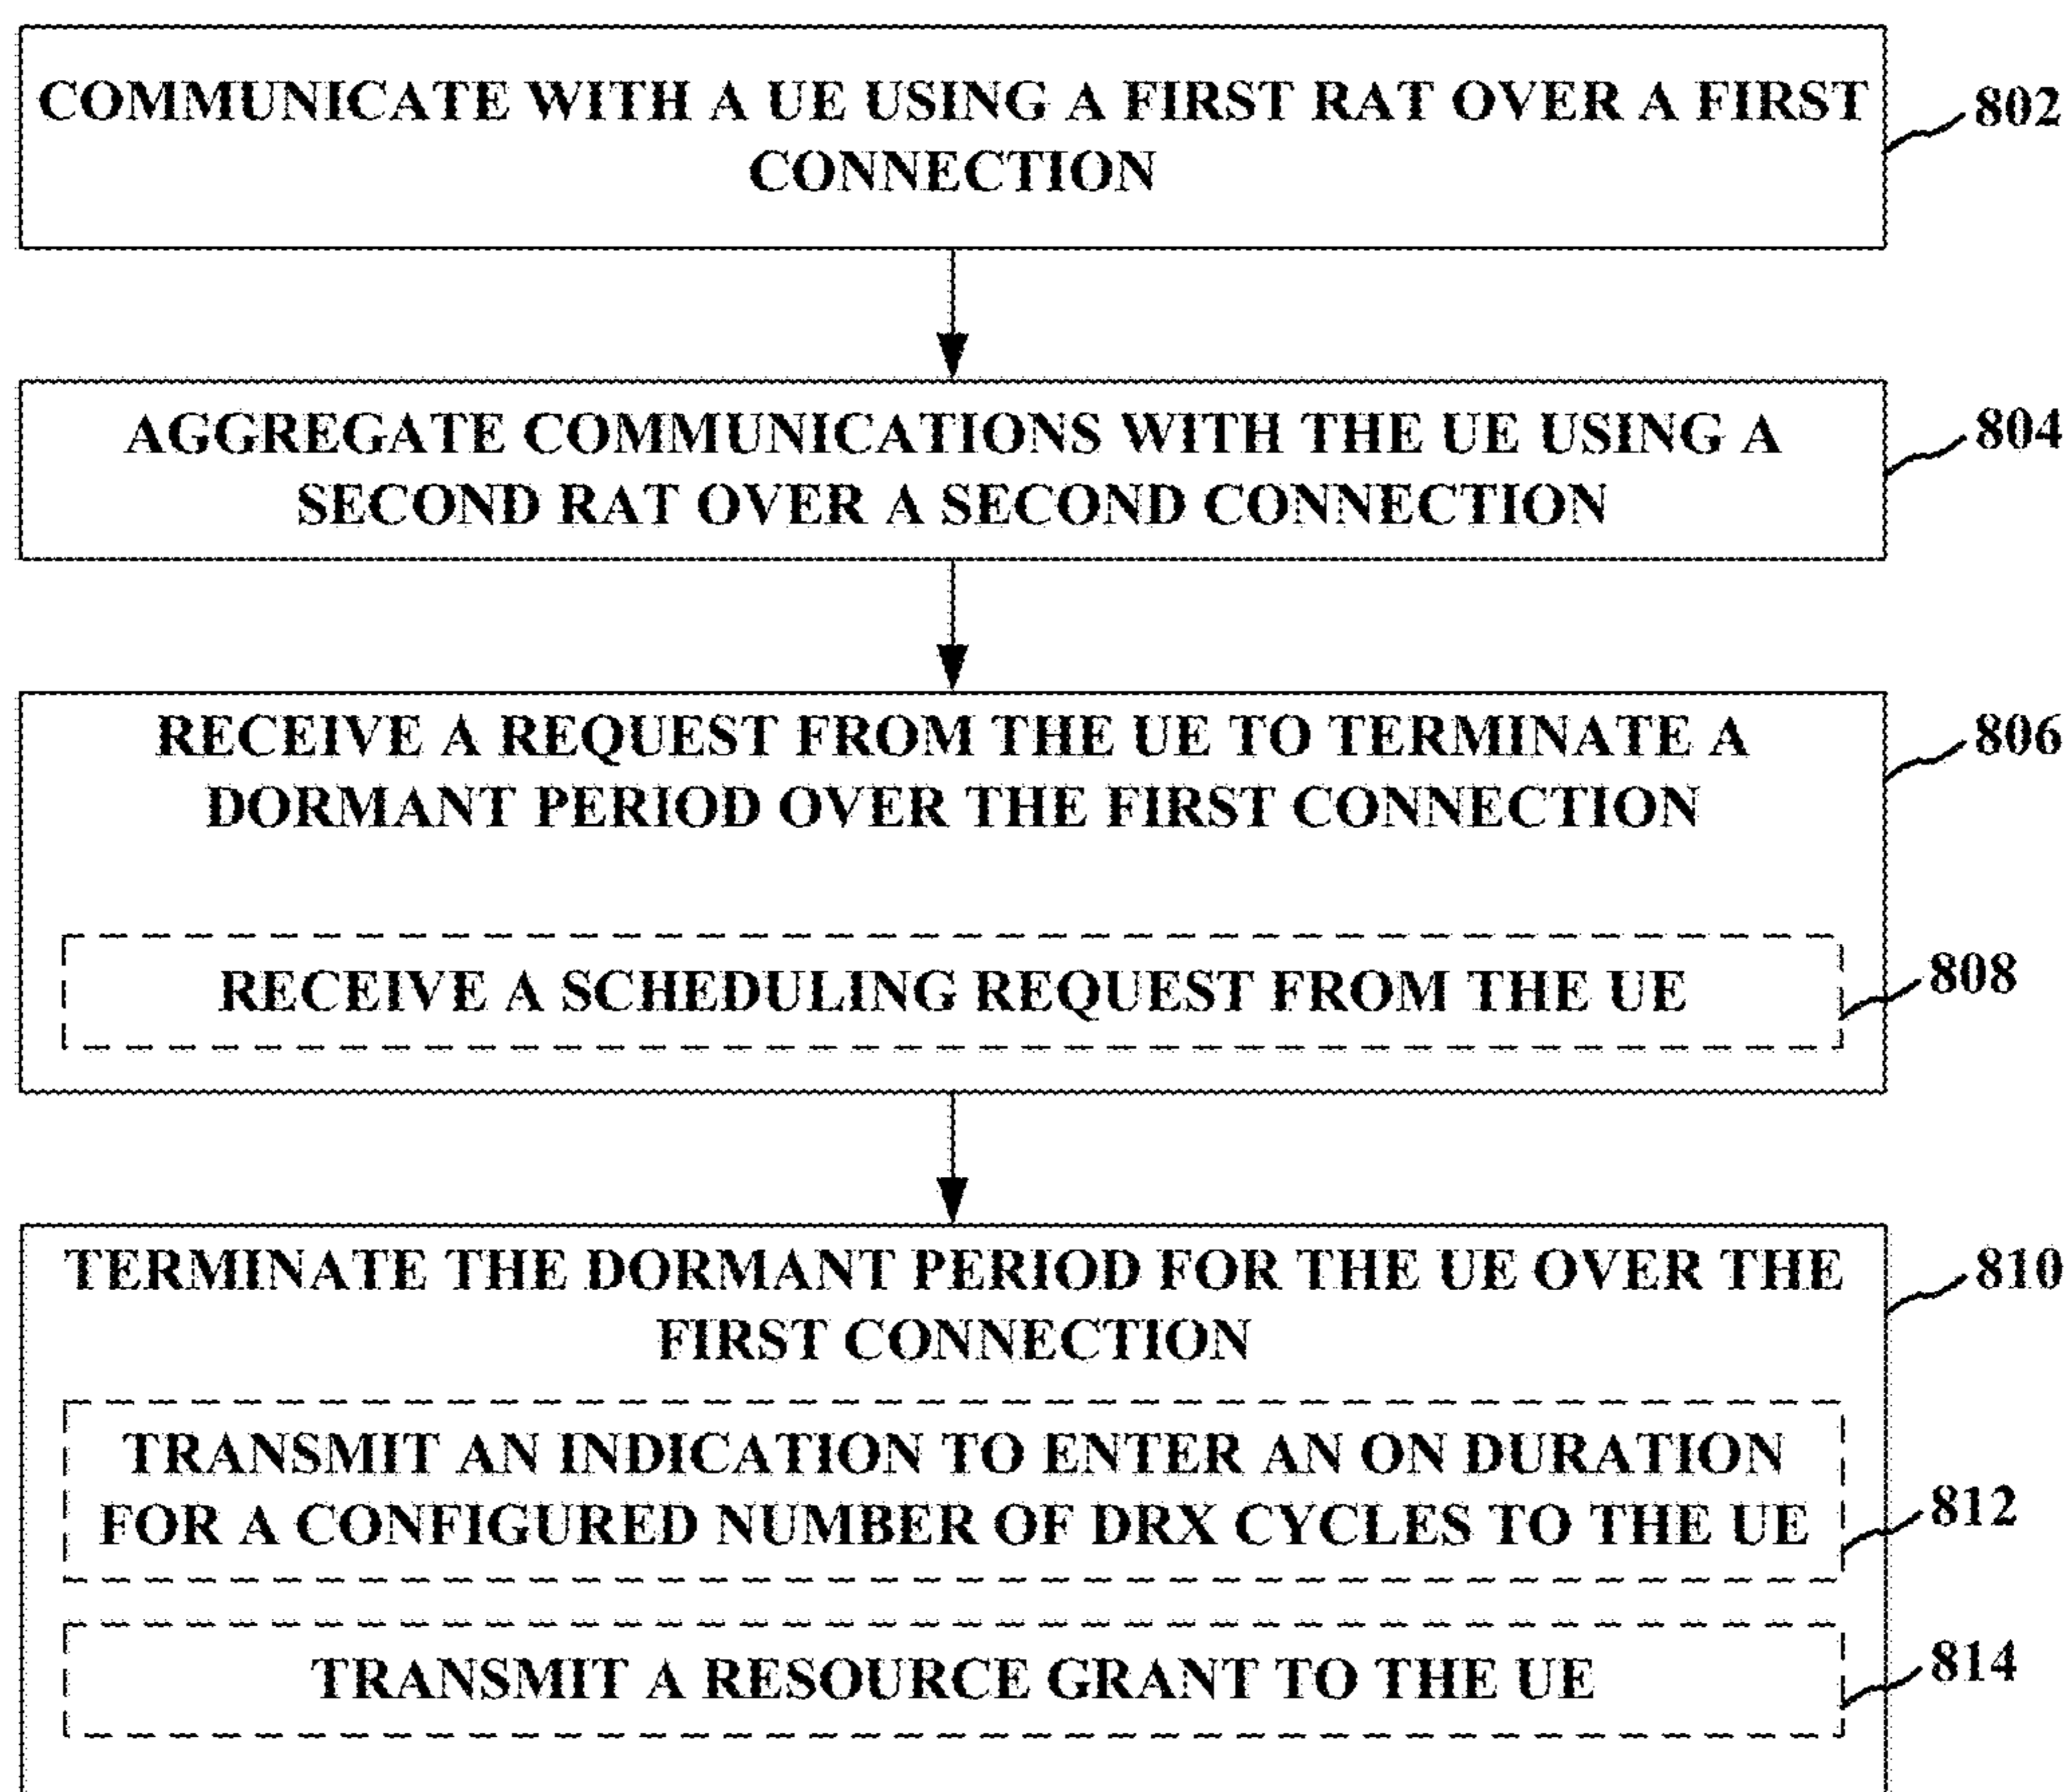 COMMUNICATE WITH A UE USING A FIRST RAT OVER A FIRST
CONNECTION
802
AGGREGATE COMMUNICATIONS WITH THE UE USING A
SECOND RAT OVER A SECOND CONNECTION
804
RECEIVE A REQUEST FROM THE UE TO TERMINATE A
DORMANT PERIOD OVER THE FIRST CONNECTION
806
RECEIVE A SCHEDULING REQUEST FROM THE UE
808
TERMINATE THE DORMANT PERIOD FOR THE UE OVER THE
FIRST CONNECTION
810
TRANSMIT AN INDICATION TO ENTER AN ON DURATION
FOR A CONFIGURED NUMBER OF DRX CYCLES TO THE UE
812
TRANSMIT A RESOURCE GRANT TO THE UE
814